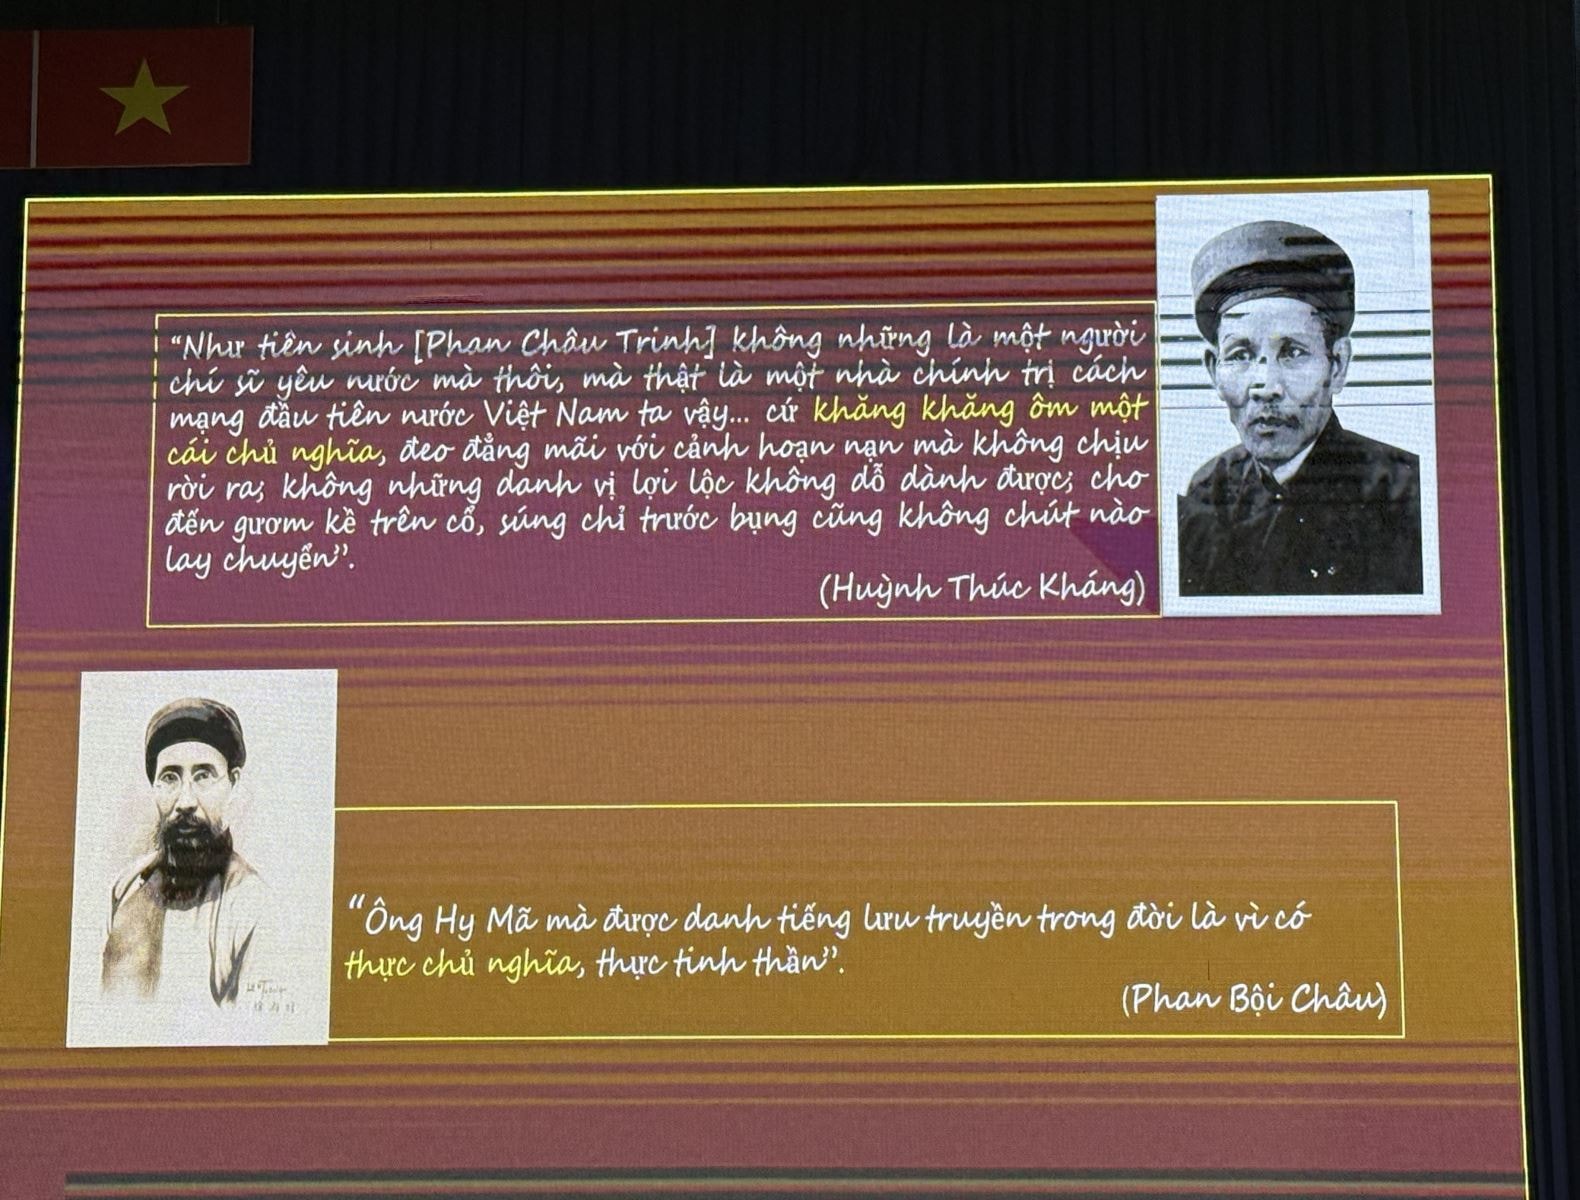 “Như tiên sinh [Phan Châu Trinh] không những là một người
chí sĩ yêu nước mà thôi, mà thật là một nhà chính trị cách
mạng đầu tiên nước Việt Nam ta vậy... cứ khăng khăng ôm một
cái chủ nghĩa, đeo đẳng mãi với cảnh hoạn nạn mà không chịu
rời ra; không những danh vị lợi lộc không dỗ dành được; cho
đến gươm kề trên cổ, súng chỉ trước bụng cũng không chút nào
lay chuyển”.
(Huỳnh Thúc Kháng)
“Ông Hy Mã mà được danh tiếng lưu truyền trong đời là vì có
thực chủ nghĩa, thực tinh thần”.
(Phan Bội Châu)